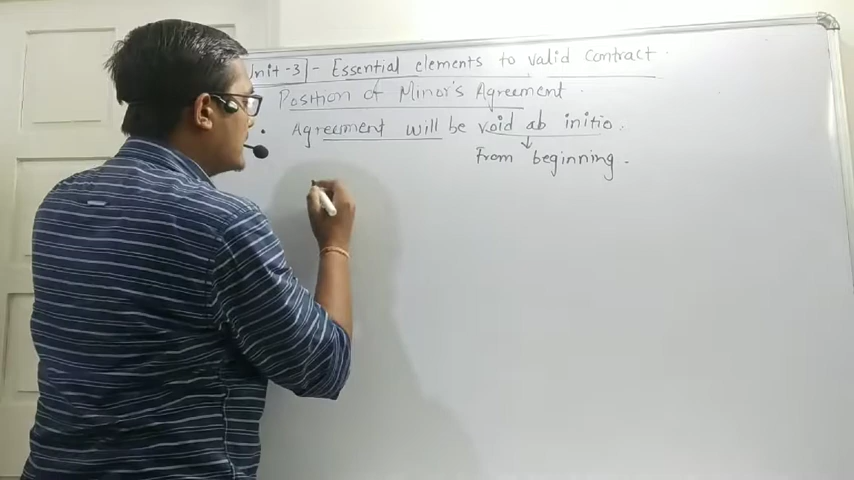 Unit-3] - Essential elements to valid Contract.
Position of Minor's Agreement.
• Agreement will be void ab initio.
↓
From beginning.